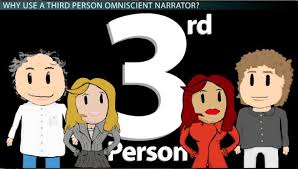 WHY USE A THIRD PERSON OMNISCIENT NARRATOR?
3rd
Person